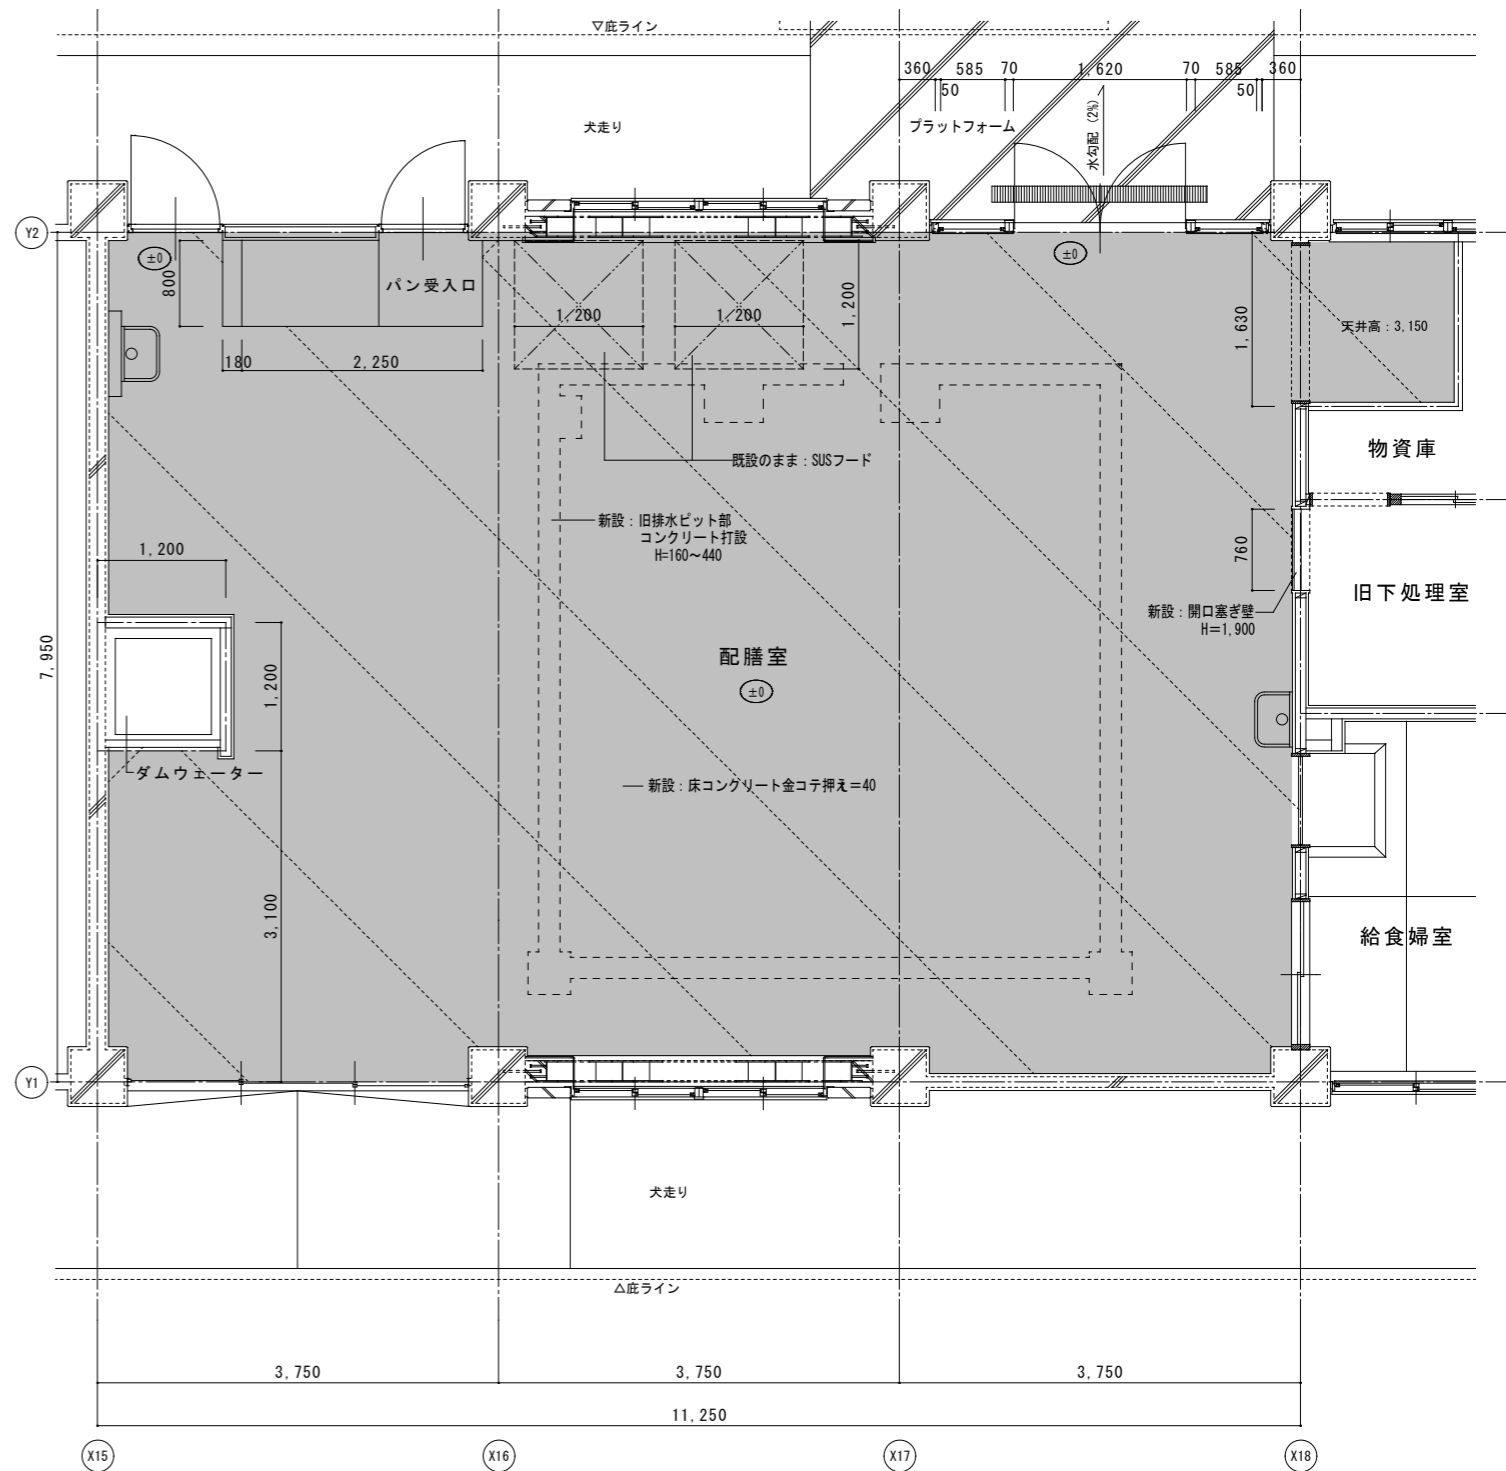 ▽庇ライン
360 585 70 1,620 70 585 360
50 50
犬走り
プラットフォーム
水勾配 (2%)
Y2
±0
±0
800
パン受入口
1,200
1,200
1,200
1,630
天井高：3,150
180
2,250
物資庫
既設のまま：SUSフード
新設：旧排水ピット部
コンクリート打設
H=160～440
1,200
760
旧下処理室
新設：開口塞ぎ壁
H＝1,900
7,950
配膳室
±0
1,200
ダムウェーター
新設：床コンクリート金コテ押え＝40
3,100
給食婦室
Y1
犬走り
△庇ライン
3,750 3,750 3,750
11,250
X15 X16 X17 X18